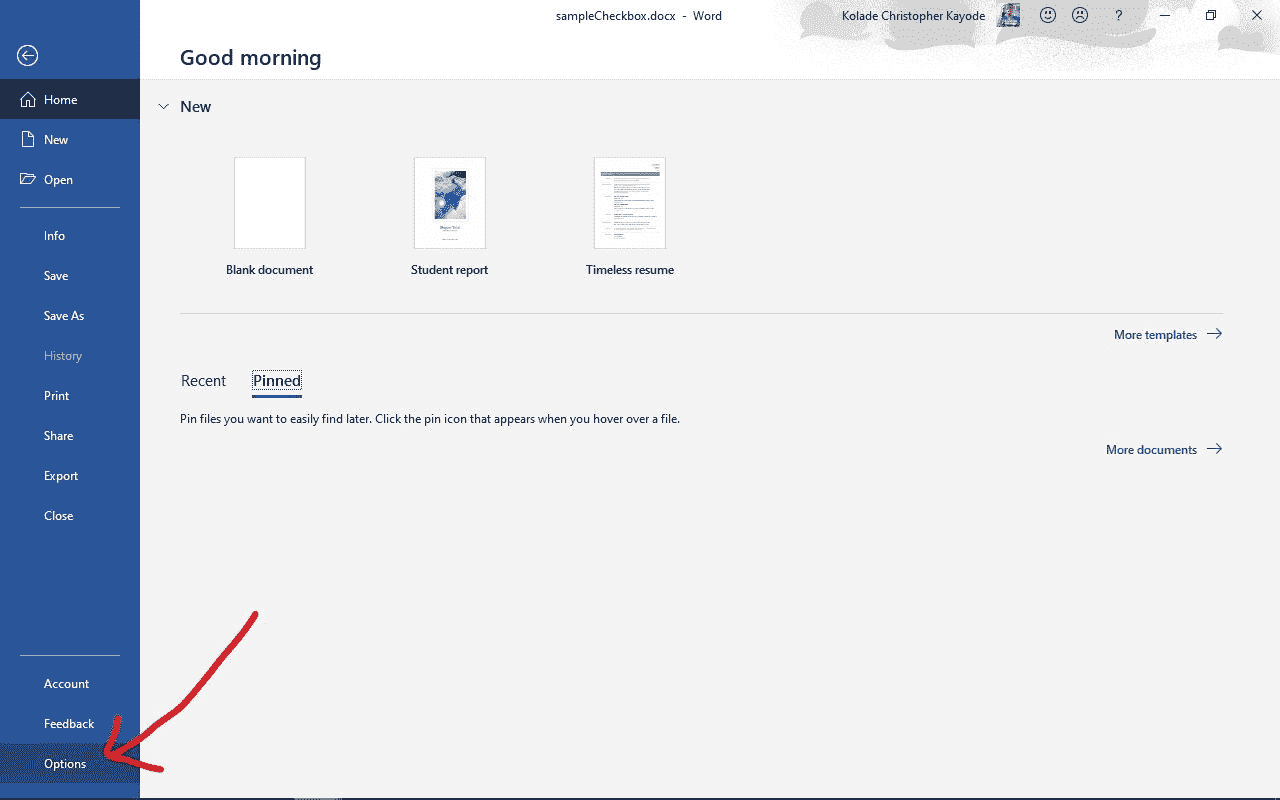 sampleCheckbox.docx - Word
Kolade Christopher Kayode
?
Good morning
Home
New
Open
Info
Save
Save As
History
Print
Share
Export
Close
Account
Feedback
Options
New
Blank document
Student report
Timeless resume
More templates
Recent
Pinned
Pin files you want to easily find later. Click the pin icon that appears when you hover over a file.
More documents